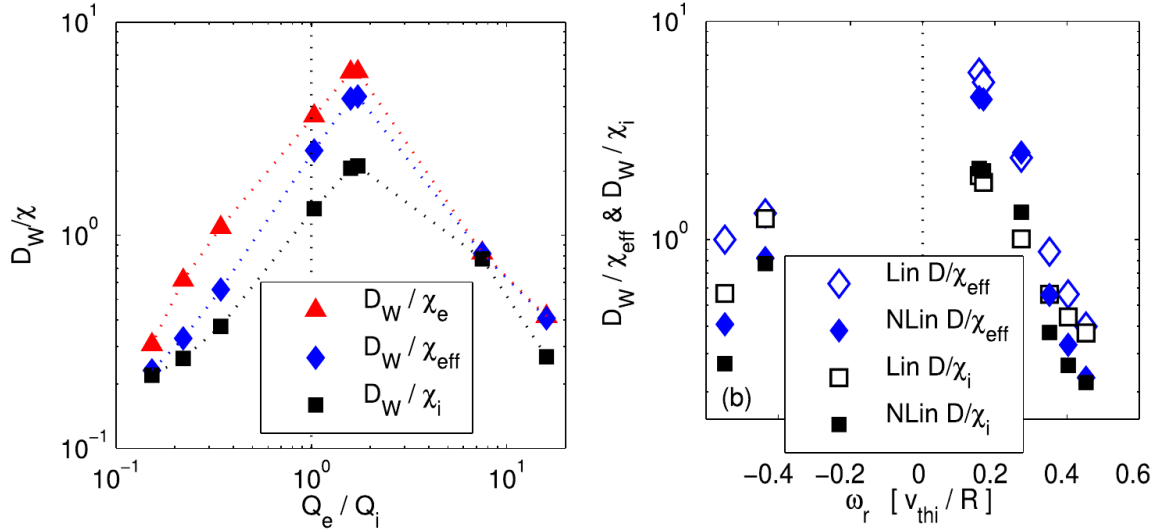 10^1
10^0
10^-1
D_W/χ
D_W / χ_e
D_W / χ_eff
D_W / χ_i
10^-1
10^0
10^1
Q_e / Q_i
10^1
10^0
D_W / χ_eff & D_W / χ_i
Lin D/χ_eff
NLin D/χ_eff
Lin D/χ_i
NLin D/χ_i
(b)
-0.4
0
0.2
0.4
0.6
ω_r [ v_thi / R ]